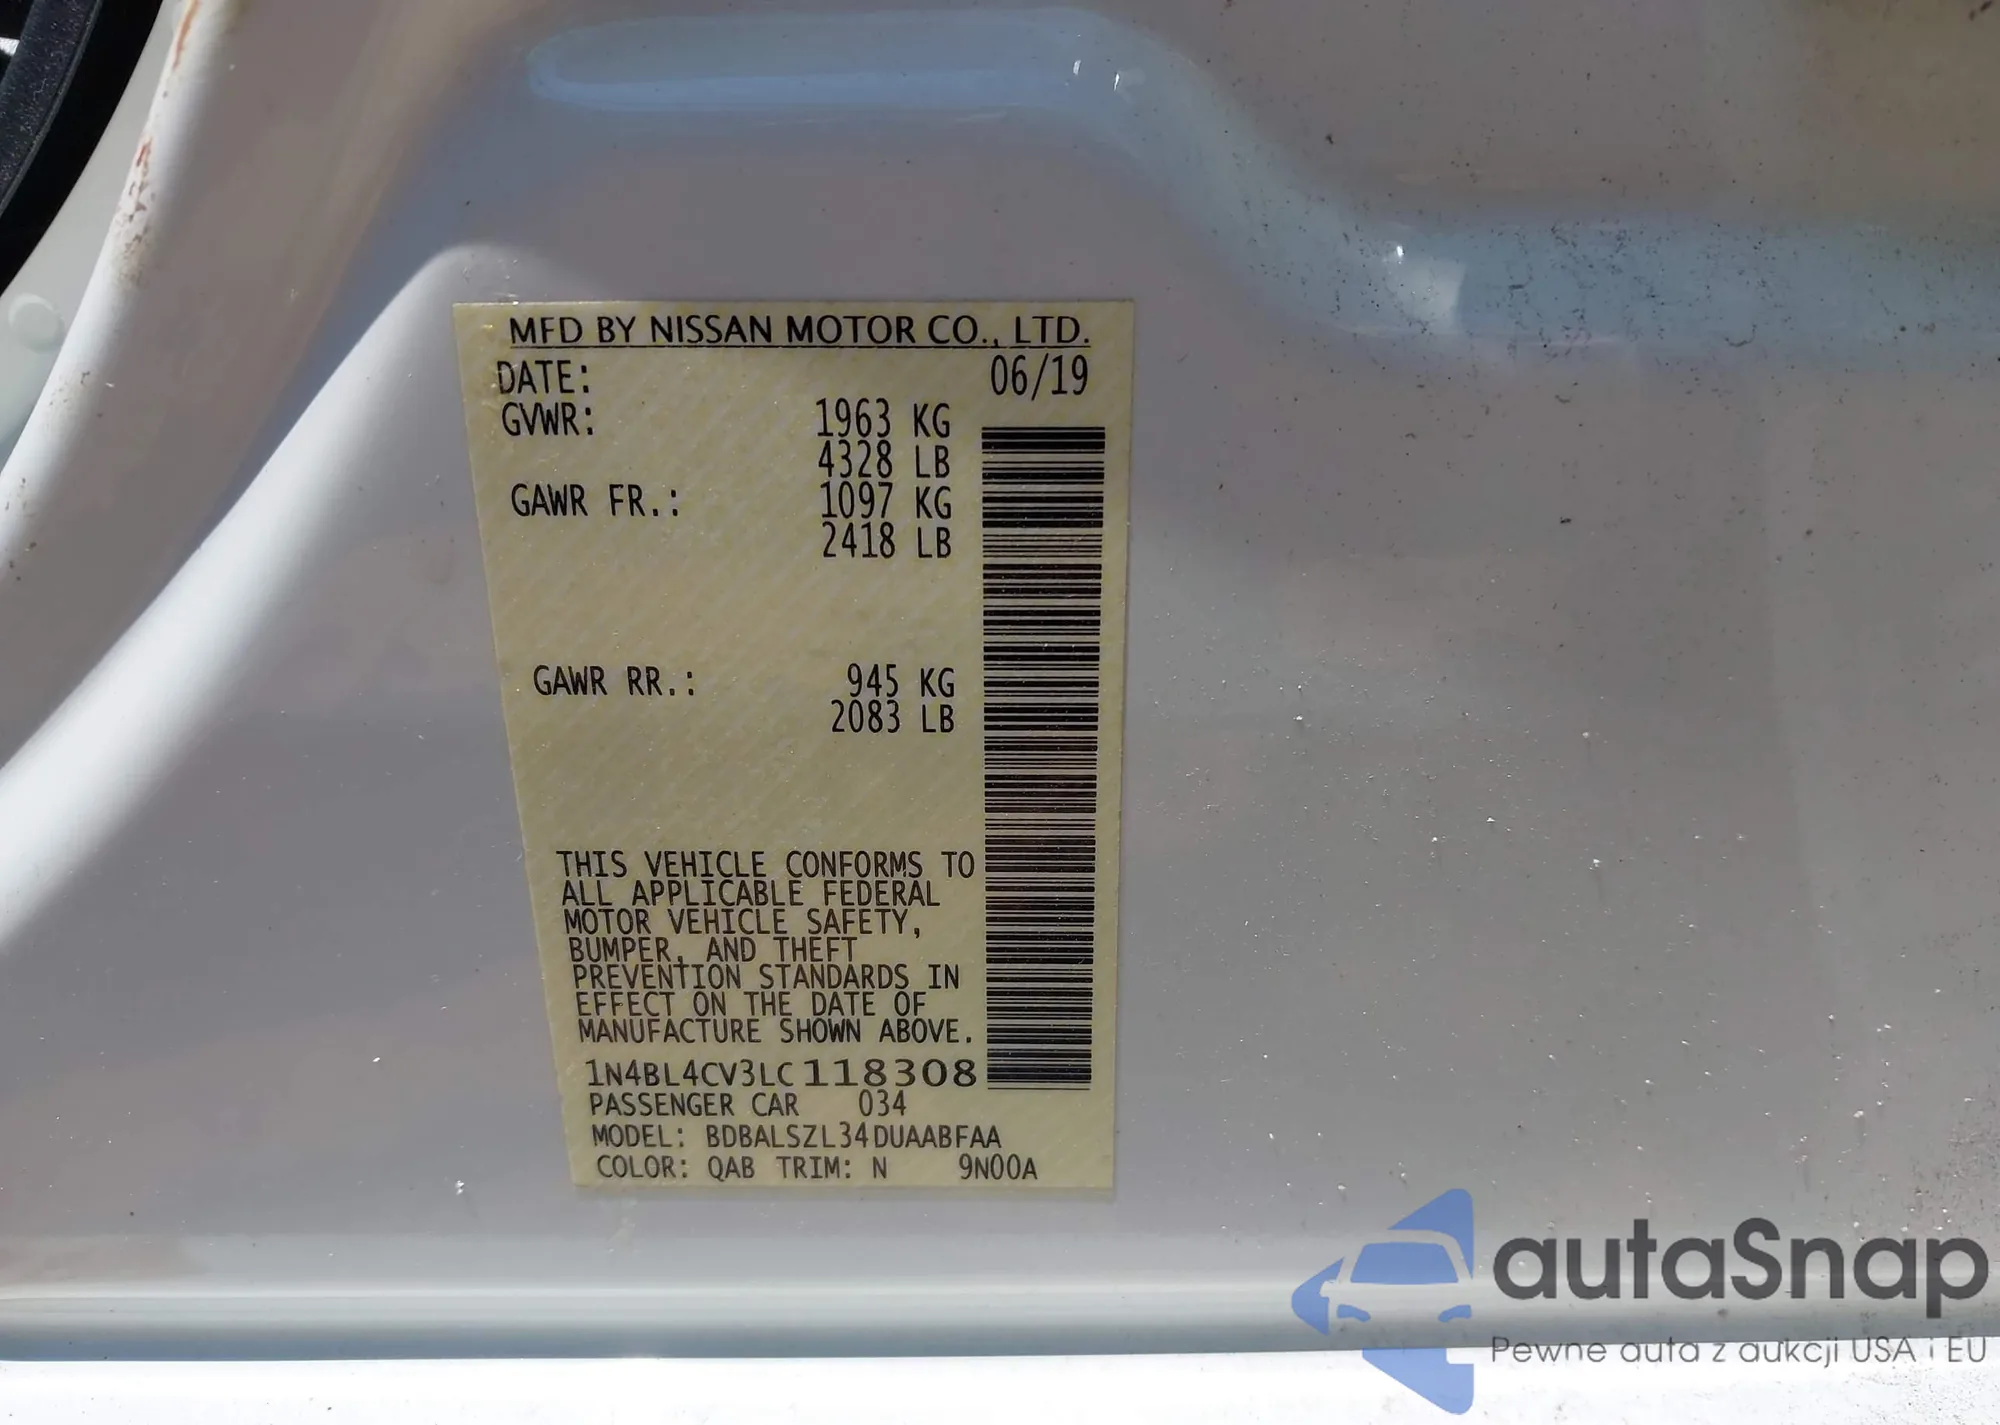 MFD BY NISSAN MOTOR CO., LTD.
DATE: 06/19
GVWR: 1963 KG
4328 LB
GAWR FR.: 1097 KG
2418 LB
GAWR RR.: 945 KG
2083 LB
THIS VEHICLE CONFORMS TO
ALL APPLICABLE FEDERAL
MOTOR VEHICLE SAFETY,
BUMPER, AND THEFT
PREVENTION STANDARDS IN
EFFECT ON THE DATE OF
MANUFACTURE SHOWN ABOVE.
1N4BL4CV3LC118308
PASSENGER CAR 034
MODEL: BDBALSZL34DUAABFAA
COLOR: QAB TRIM: N 9N00A
autaSnap
Pewne auta z aukcji USA i EU